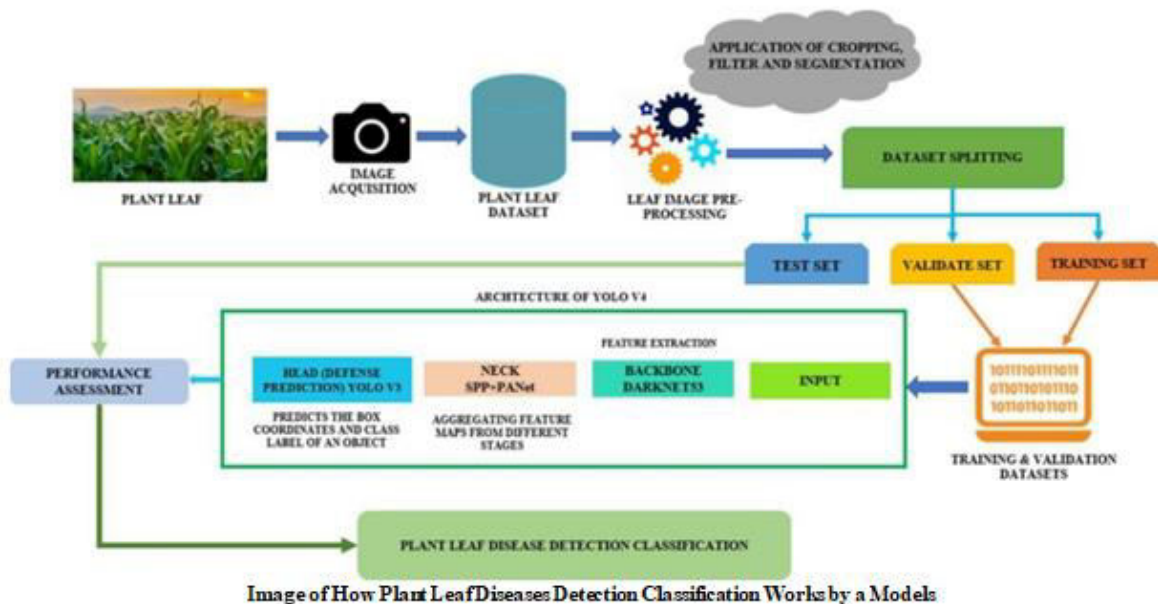 APPLICATION OF CROPPING,
FILTER AND SEGMENTATION
PLANT LEAF
IMAGE
ACQUISITION
PLANT LEAF
DATASET
LEAF IMAGE PRE-
PROCESSING
DATASET SPLITTING
TEST SET
VALIDATE SET
TRAINING SET
ARCHTECTURE OF YOLO V4
PERFORMANCE
ASSESSMENT
HEAD (DEFENSE
PREDICTION) YOLO V3
PREDICTS THE BOX
COORDINATES AND CLASS
LABEL OF AN OBJECT
NECK
SPP+PANet
AGGREGATING FEATURE
MAPS FROM DIFFERENT
STAGES
FEATURE EXTRACTION
BACKBONE
DARKNET53
INPUT
10111101111011
0110110101110
1011011011011
TRAINING & VALIDATION
DATASETS
PLANT LEAF DISEASE DETECTION CLASSIFICATION
Image of How Plant Leaf Diseases Detection Classification Works by a Models